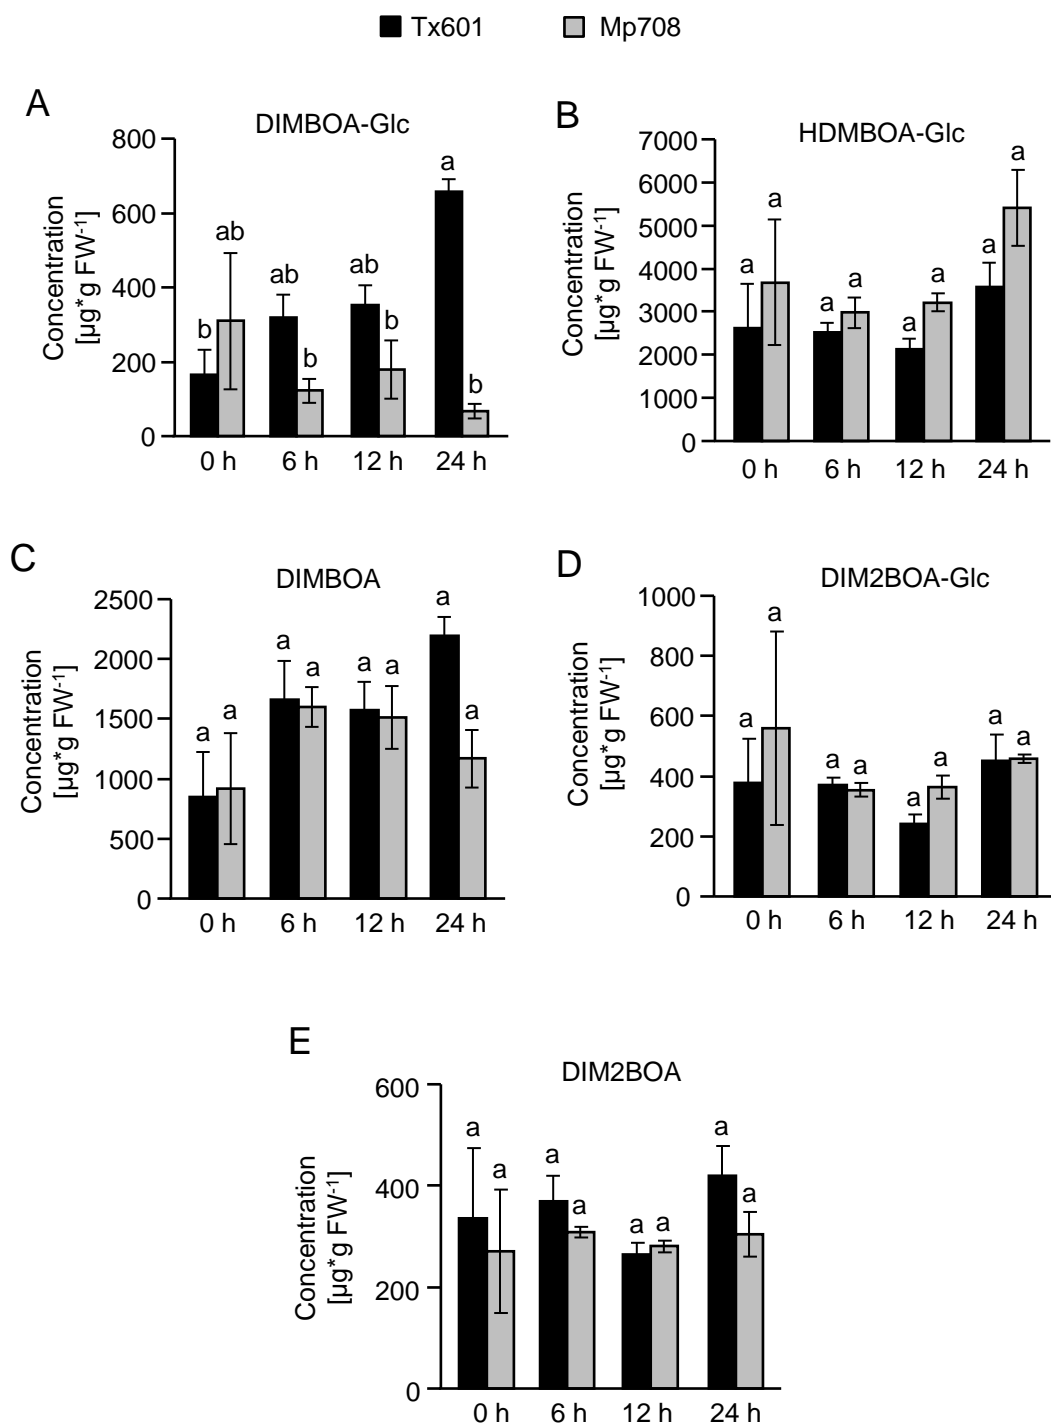 Tx601 Mp708
A
DIMBOA-Glc
Concentration
[µg*g FW-1]
800
600
400
200
0
b ab ab b ab b a b
0 h 6 h 12 h 24 h
B
HDMBOA-Glc
Concentration
[µg*g FW-1]
7000
6000
5000
4000
3000
2000
1000
0
a a a a a a a a
0 h 6 h 12 h 24 h
C
DIMBOA
Concentration
[µg*g FW-1]
2500
2000
1500
1000
500
0
a a a a a a a a
0 h 6 h 12 h 24 h
D
DIM2BOA-Glc
Concentration
[µg*g FW-1]
1000
800
600
400
200
0
a a a a a a a a
0 h 6 h 12 h 24 h
E
DIM2BOA
Concentration
[µg*g FW-1]
600
400
200
0
a a a a a a a a
0 h 6 h 12 h 24 h